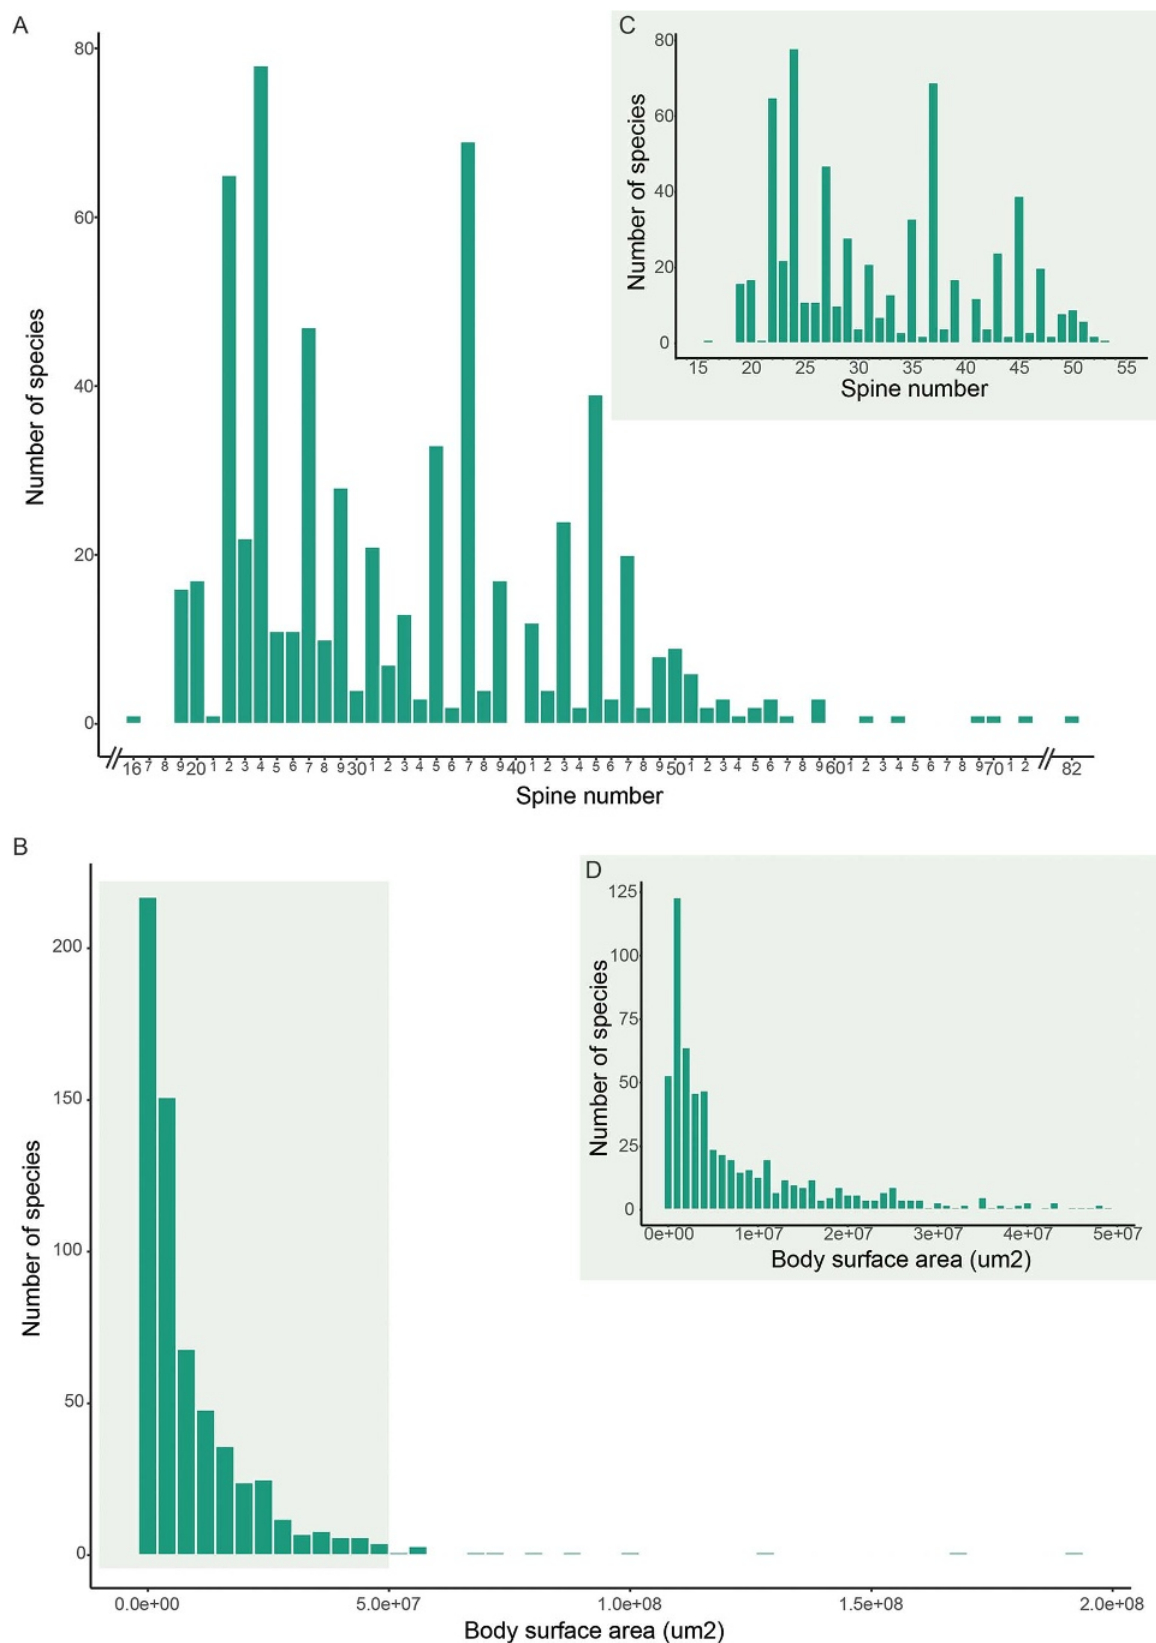 A
80
60
40
20
0
Number of species
16 7 8 9 20 1 2 3 4 5 6 7 8 9 30 1 2 3 4 5 6 7 8 9 40 1 2 3 4 5 6 7 8 9 50 1 2 3 4 5 6 7 8 9 60 1 2 3 4 5 6 7 8 9 70 1 2 82
Spine number
C
80
60
40
20
0
Number of species
15 20 25 30 35 40 45 50 55
Spine number
B
200
150
100
50
0
Number of species
0.0e+00 5.0e+07 1.0e+08 1.5e+08 2.0e+08
Body surface area (um2)
D
125
100
75
50
25
0
Number of species
0e+00 1e+07 2e+07 3e+07 4e+07 5e+07
Body surface area (um2)